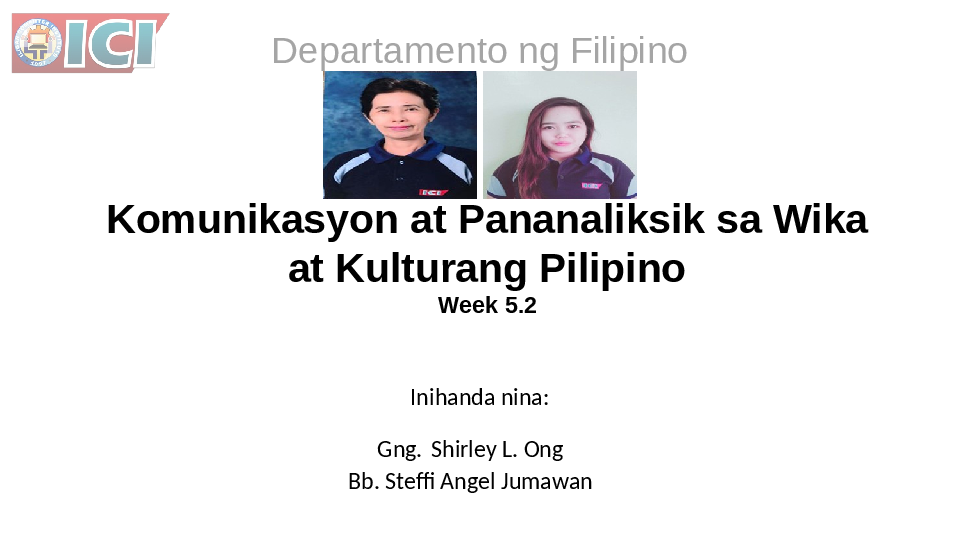 ICI
Departamento ng Filipino
ICI
Komunikasyon at Pananaliksik sa Wika
at Kulturang Pilipino
Week 5.2
Inihanda nina:
Gng. Shirley L. Ong
Bb. Steffi Angel Jumawan